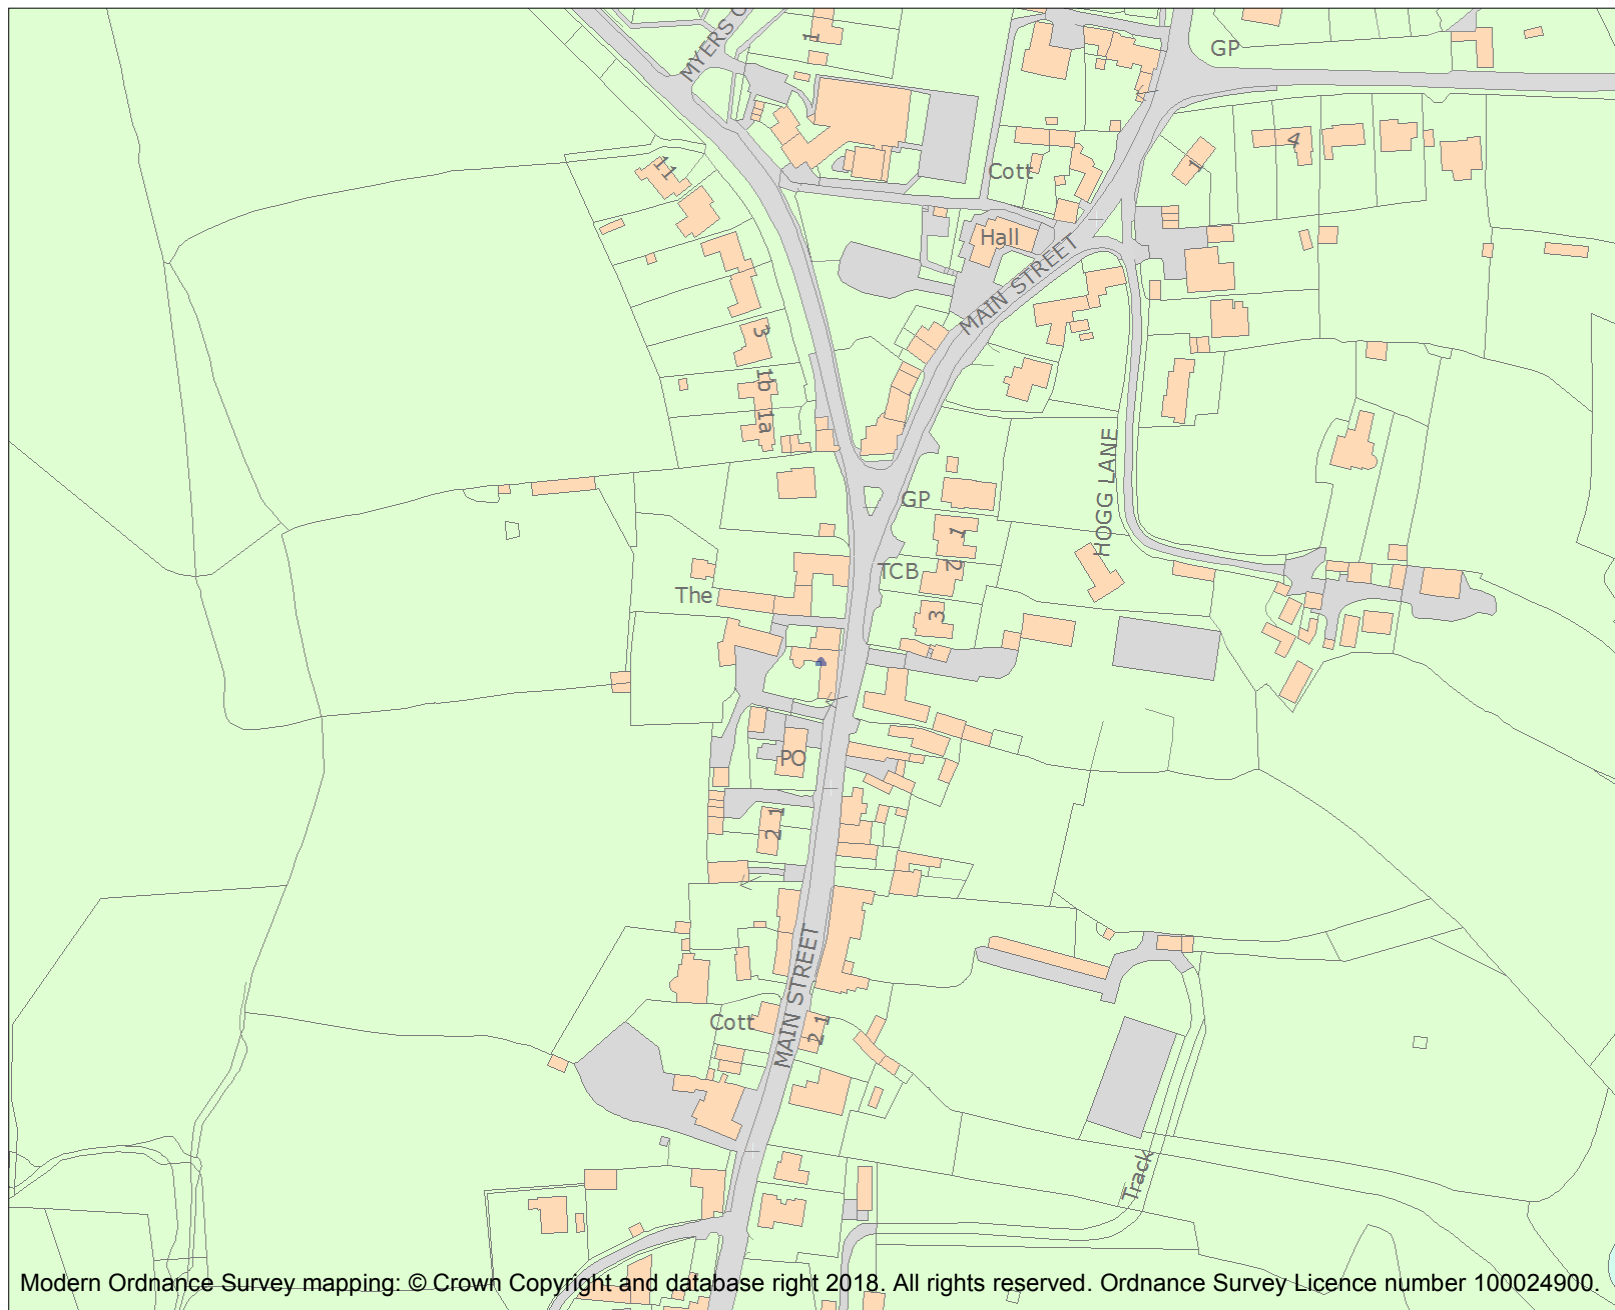 MYERS C
1
GP
11
Cott
1
4
Hall
MAIN STREET
3
1b
1a
HOGG LANE
GP
1
2
TCB
The
3
PO
2 1
MAIN STREET
Cott
2 1
Track
Modern Ordnance Survey mapping: © Crown Copyright and database right 2018. All rights reserved. Ordnance Survey Licence number 100024900.